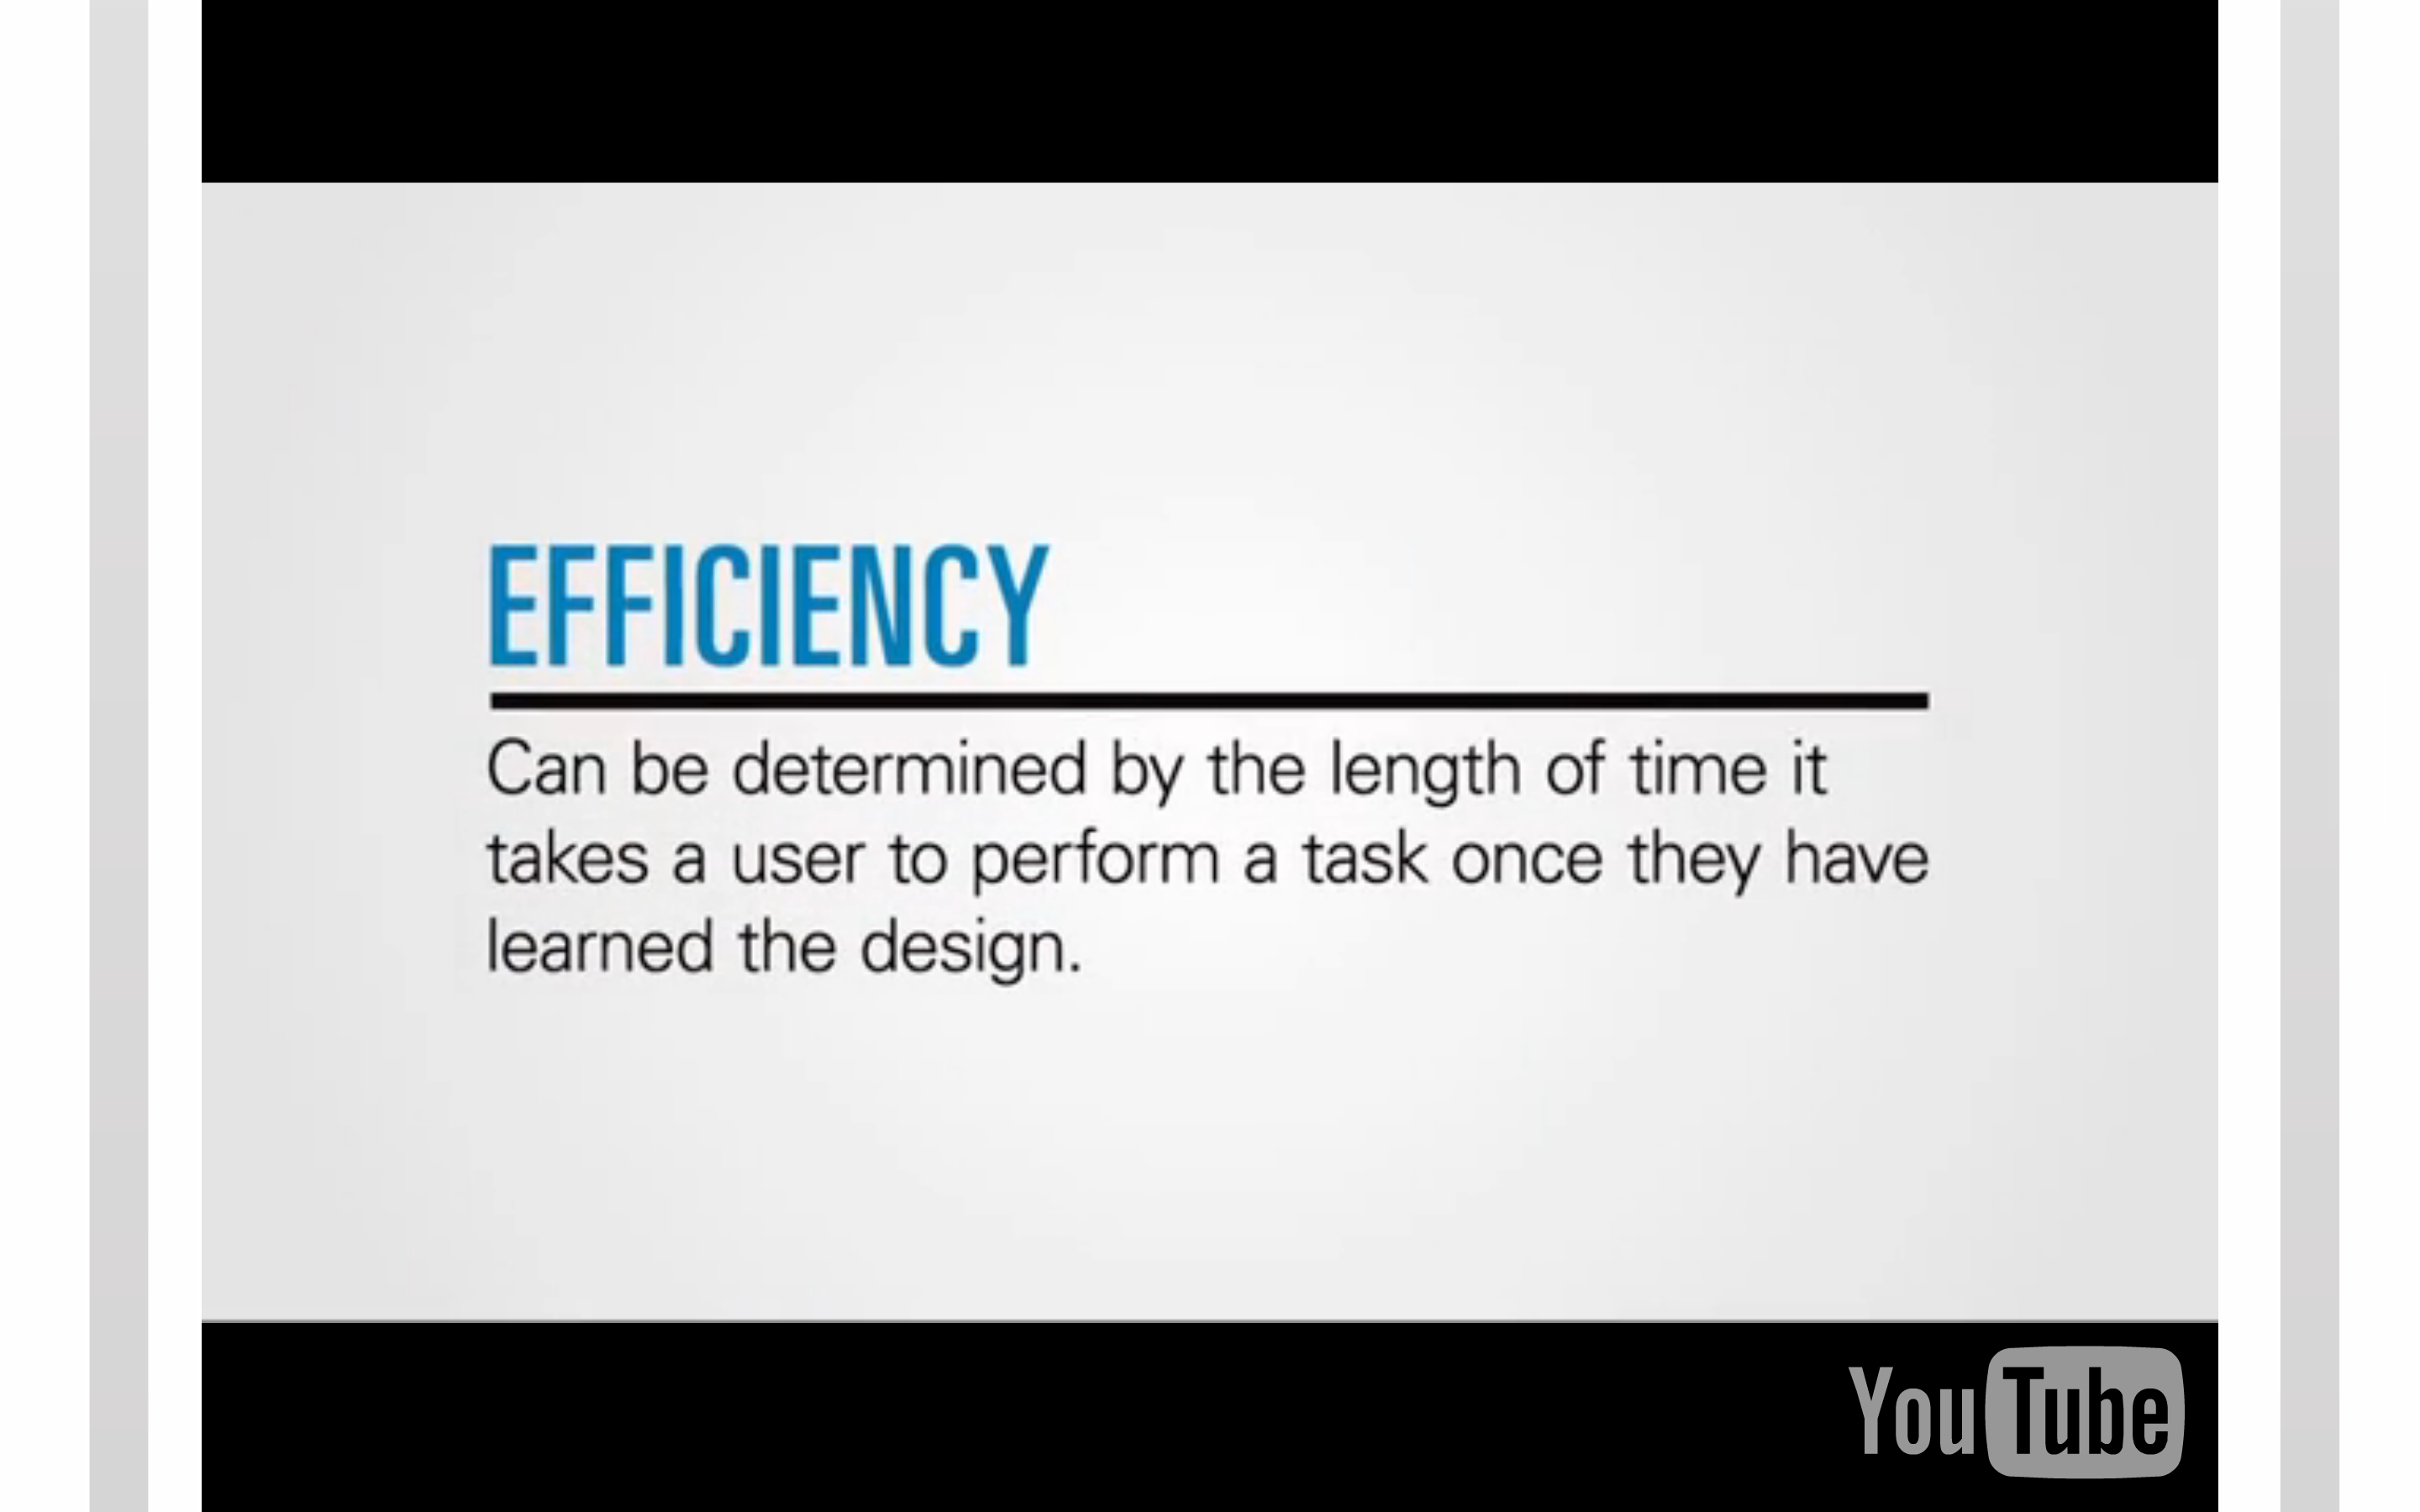 EFFICIENCY
Can be determined by the length of time it
takes a user to perform a task once they have
learned the design.
YouTube